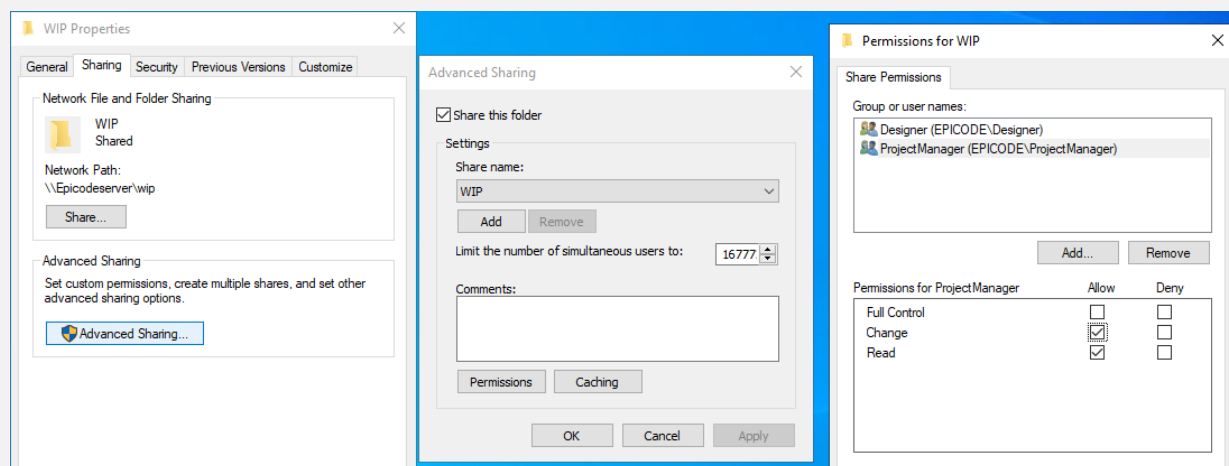 WIP Properties
General
Sharing
Security
Previous Versions
Customize
Network File and Folder Sharing
WIP
Shared
Network Path:
\\Epicodeserver\wip
Share...
Advanced Sharing
Set custom permissions, create multiple shares, and set other
advanced sharing options.
Advanced Sharing...
Advanced Sharing
Share this folder
Settings
Share name:
WIP
Add
Remove
Limit the number of simultaneous users to:
16777
Comments:
Permissions
Caching
OK
Cancel
Apply
Permissions for WIP
Share Permissions
Group or user names:
Designer (EPICODE\Designer)
ProjectManager (EPICODE\ProjectManager)
Add...
Remove
Permissions for ProjectManager
Allow
Deny
Full Control
Change
Read